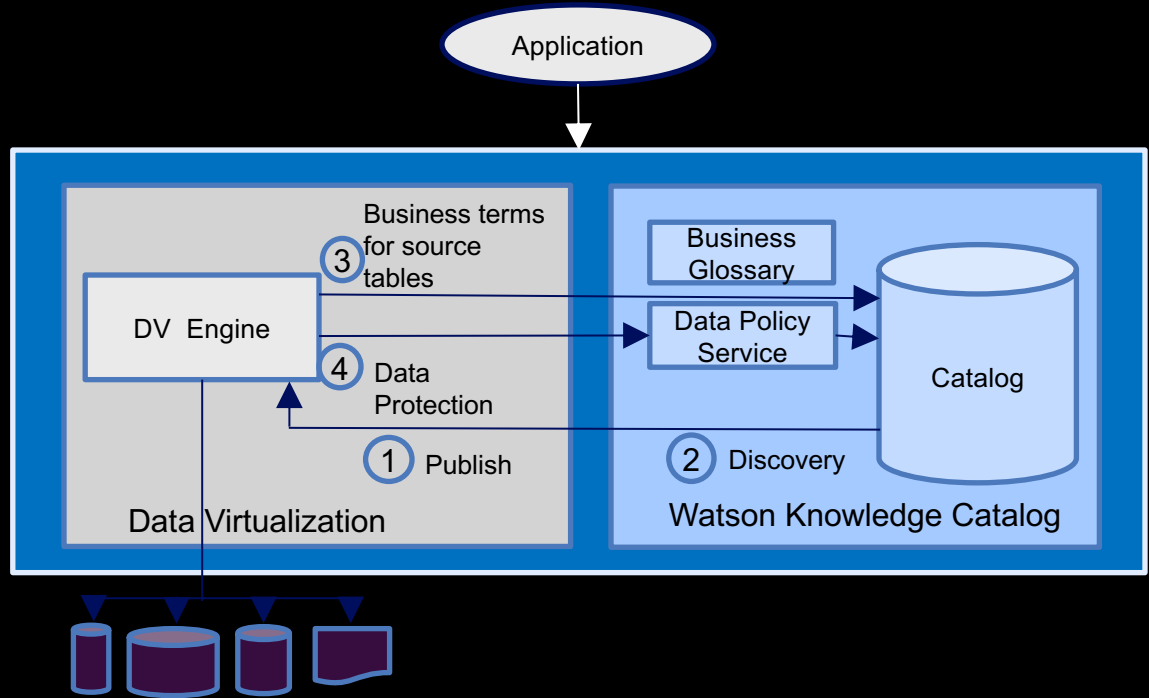 Application
Business terms
for source
tables
3
DV Engine
4
Data
Protection
1 Publish
Data Virtualization
Business
Glossary
Data Policy
Service
Catalog
2 Discovery
Watson Knowledge Catalog